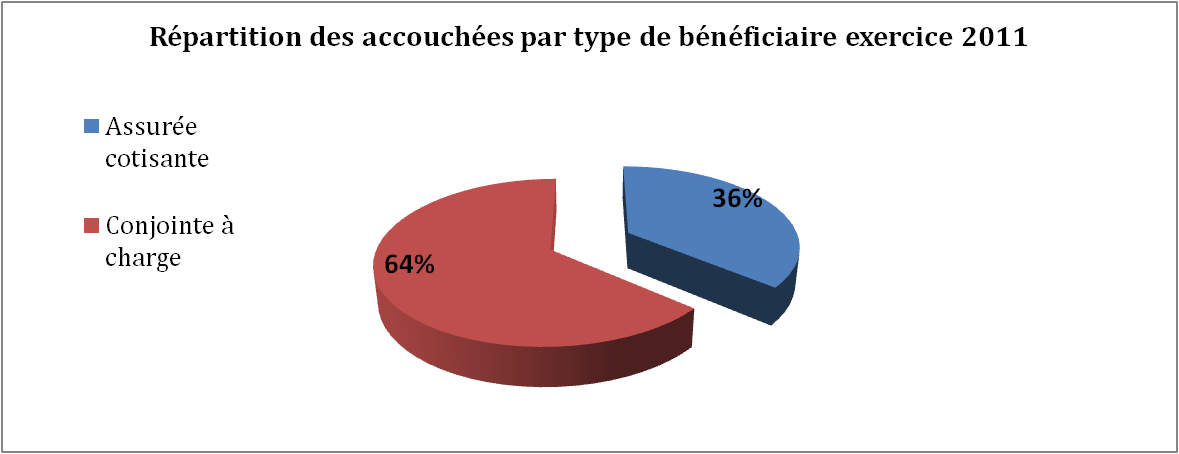 Répartition des accouchées par type de bénéficiaire exercice 2011
Assurée
cotisante
Conjointe à
charge
36%
64%